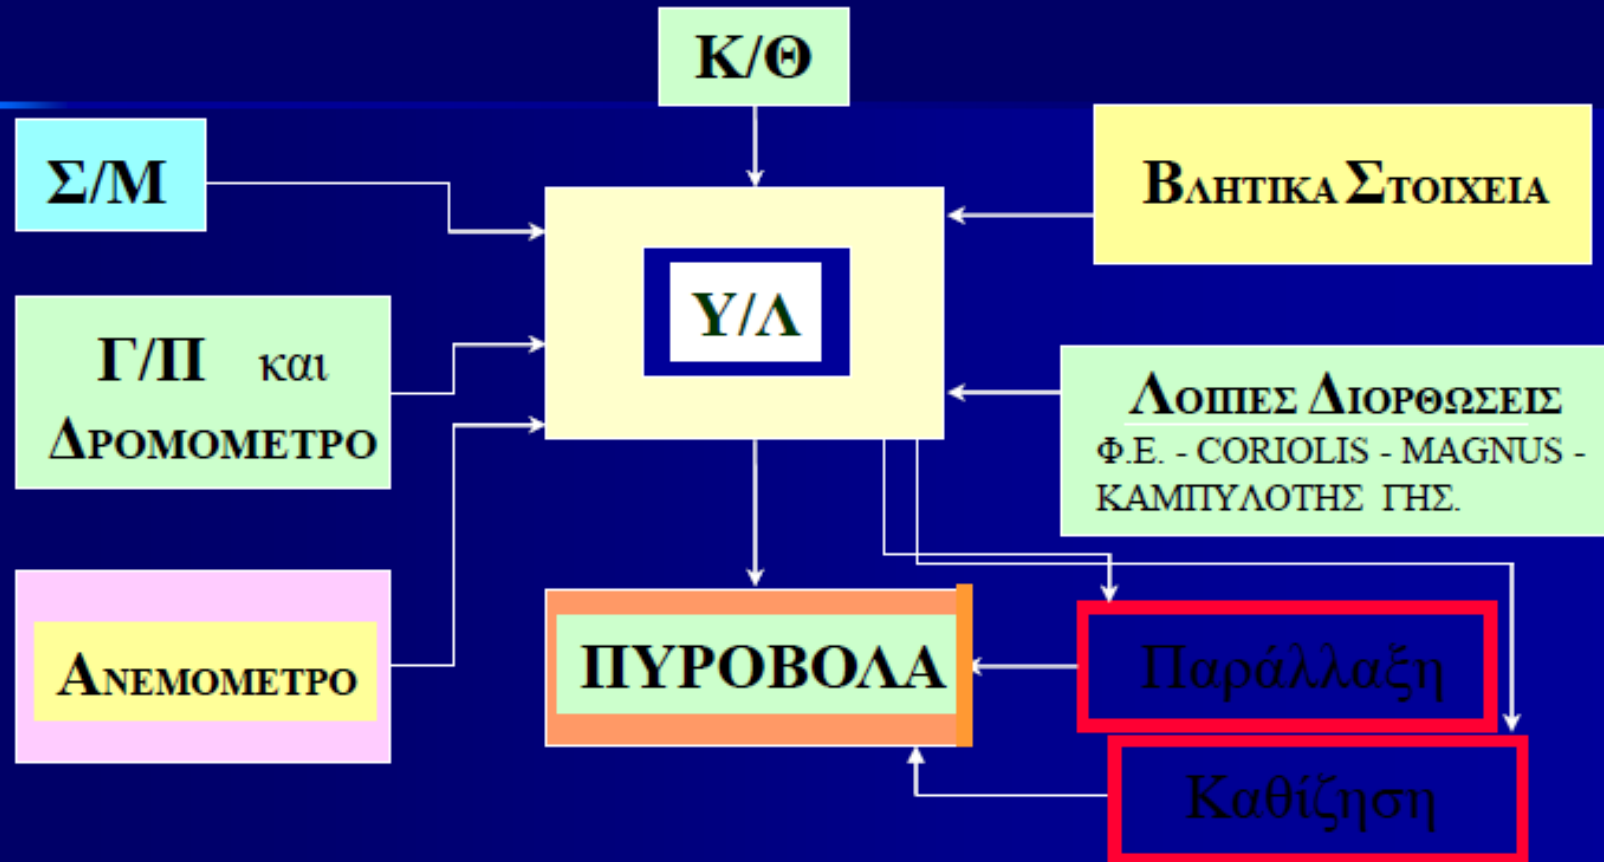 Κ/Θ
Σ/Μ
ΒΛΗΤΙΚΑ ΣΤΟΙΧΕΙΑ
Υ/Λ
Γ/Π και
ΔΡΟΜΟΜΕΤΡΟ
ΛΟΙΠΕΣ ΔΙΟΡΘΩΣΕΙΣ
Φ.Ε. - CORIOLIS - MAGNUS -
ΚΑΜΠΥΛΟΤΗΣ ΓΗΣ.
ΑΝΕΜΟΜΕΤΡΟ
ΠΥΡΟΒΟΛΑ
Παράλλαξη
Καθίζηση